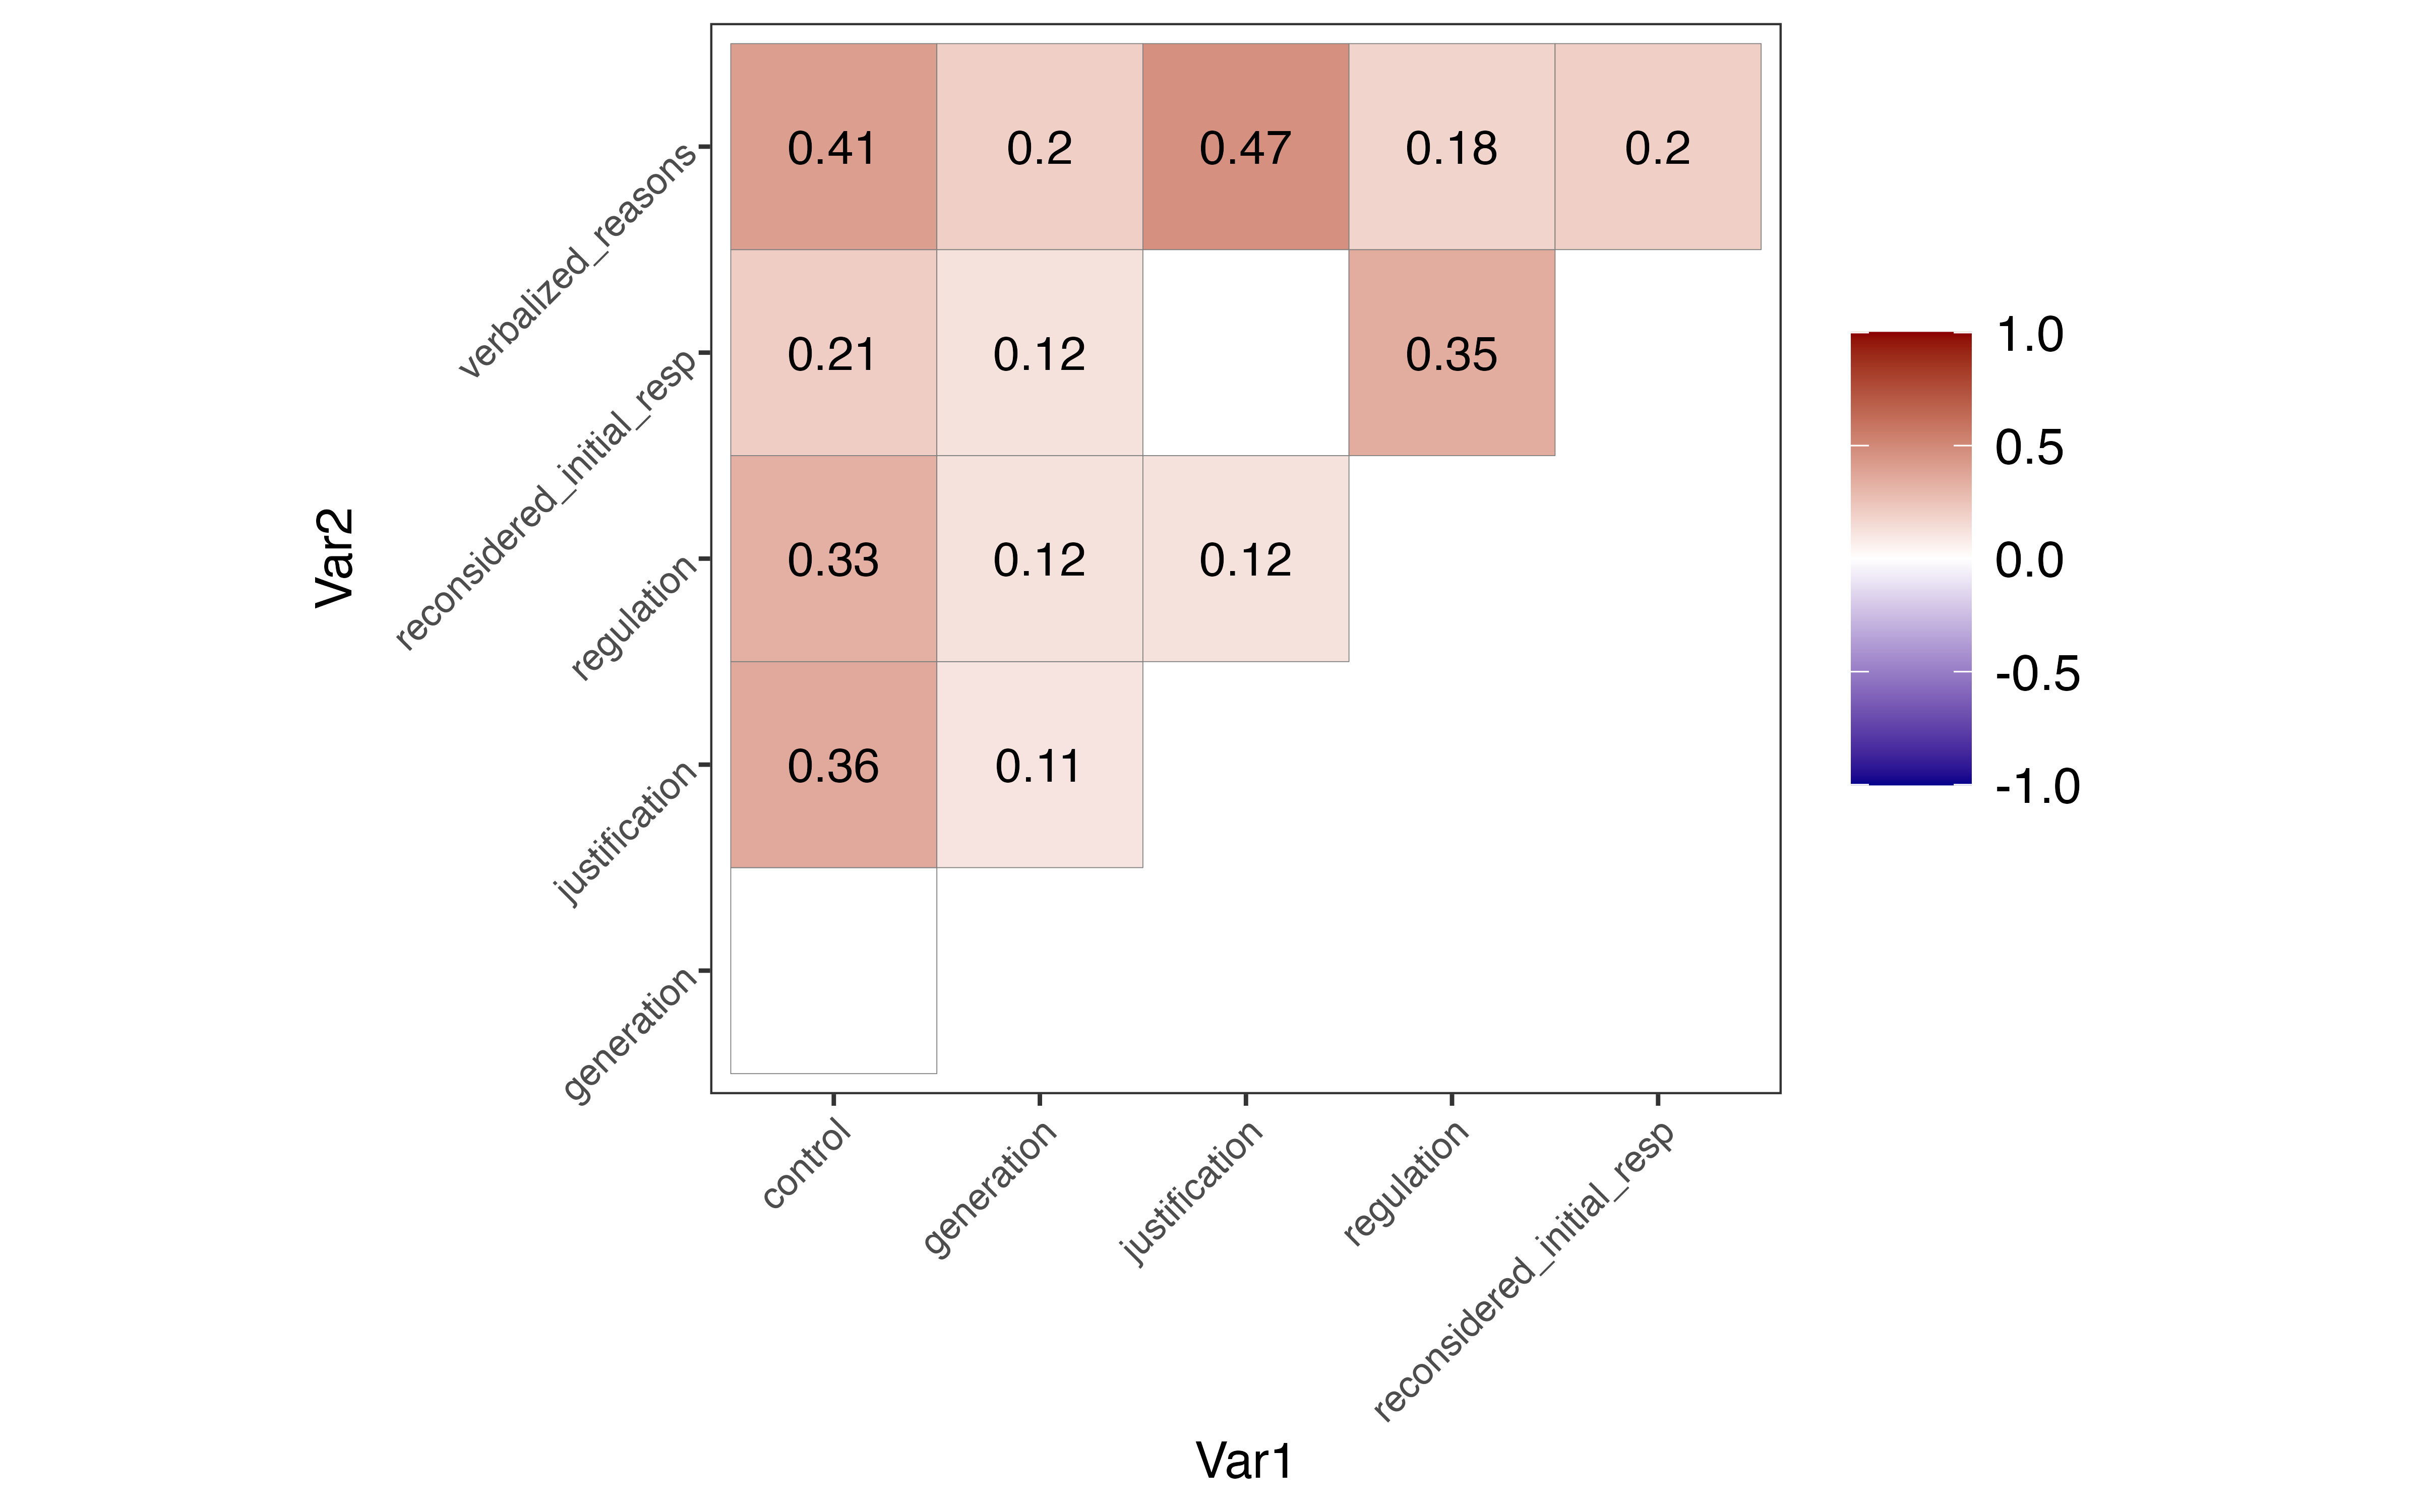 Var2
verbalized_reasons
0.41 0.2 0.47 0.18 0.2
reconsidered_initial_resp
0.21 0.12 0.35
regulation
0.33 0.12 0.12
justification
0.36 0.11
generation
control
generation
justification
regulation
reconsidered_initial_resp
Var1
1.0
0.5
0.0
-0.5
-1.0